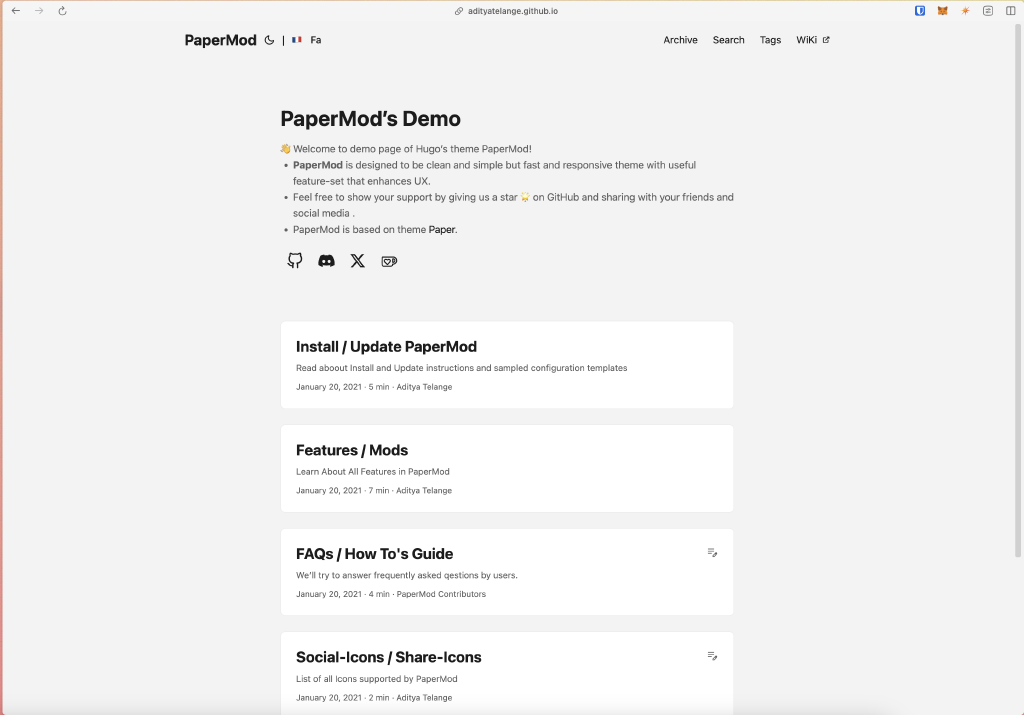 adityatelange.github.io
PaperMod | Fa Archive Search Tags WiKi
PaperMod’s Demo
👋 Welcome to demo page of Hugo’s theme PaperMod!
• PaperMod is designed to be clean and simple but fast and responsive theme with useful
feature-set that enhances UX.
• Feel free to show your support by giving us a star 🌟 on GitHub and sharing with your friends and
social media .
• PaperMod is based on theme Paper.
Install / Update PaperMod
Read aboout Install and Update instructions and sampled configuration templates
January 20, 2021 · 5 min · Aditya Telange
Features / Mods
Learn About All Features in PaperMod
January 20, 2021 · 7 min · Aditya Telange
FAQs / How To's Guide
We’ll try to answer frequently asked qestions by users.
January 20, 2021 · 4 min · PaperMod Contributors
Social-Icons / Share-Icons
List of all Icons supported by PaperMod
January 20, 2021 · 2 min · Aditya Telange